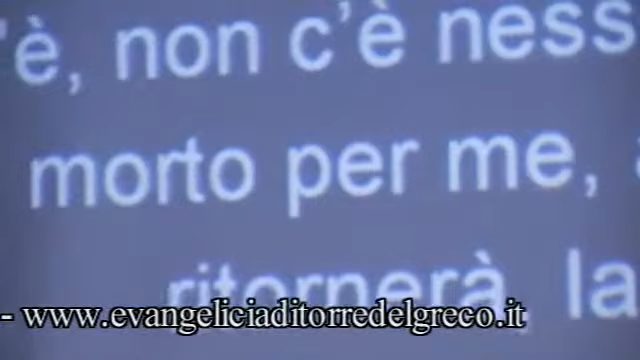 'è, non c'è ness
morto per me,
ritornerà, la
- www.evangeliciaditorredelgreco.it